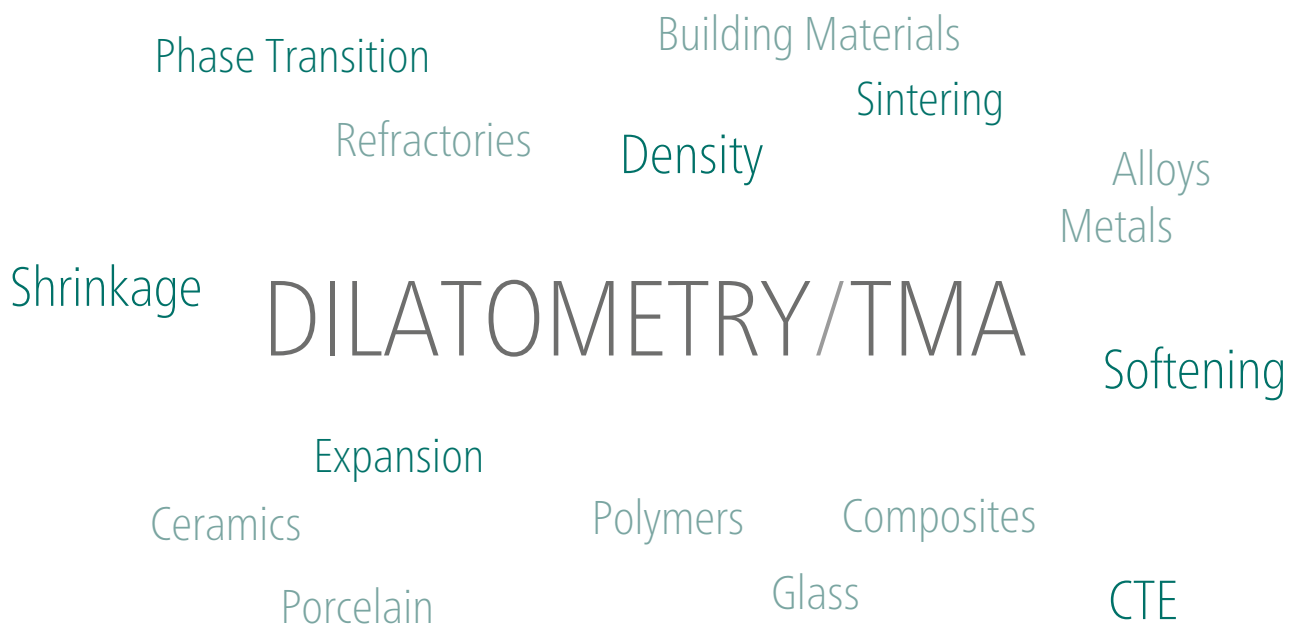 Building Materials
Phase Transition
Sintering
Refractories
Density
Alloys
Metals
Shrinkage
DILATOMETRY/TMA
Softening
Expansion
Ceramics
Polymers
Composites
Porcelain
Glass
CTE